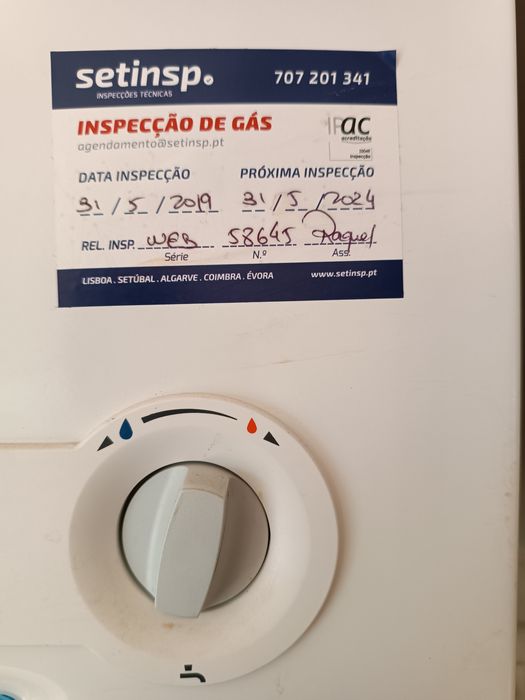 setinsp.
707 201 341
INSPECÇÕES TÉCNICAS
INSPECÇÃO DE GÁS
agendamento@setinsp.pt
IPac
acreditação
Inspecção
DATA INSPECÇÃO
PRÓXIMA INSPECÇÃO
31/5/2019
31/5/2024
REL. INSP. WEB 58645 Raquel
Série N.º Ass.
LISBOA . SETÚBAL . ALGARVE . COIMBRA . ÉVORA
www.setinsp.pt